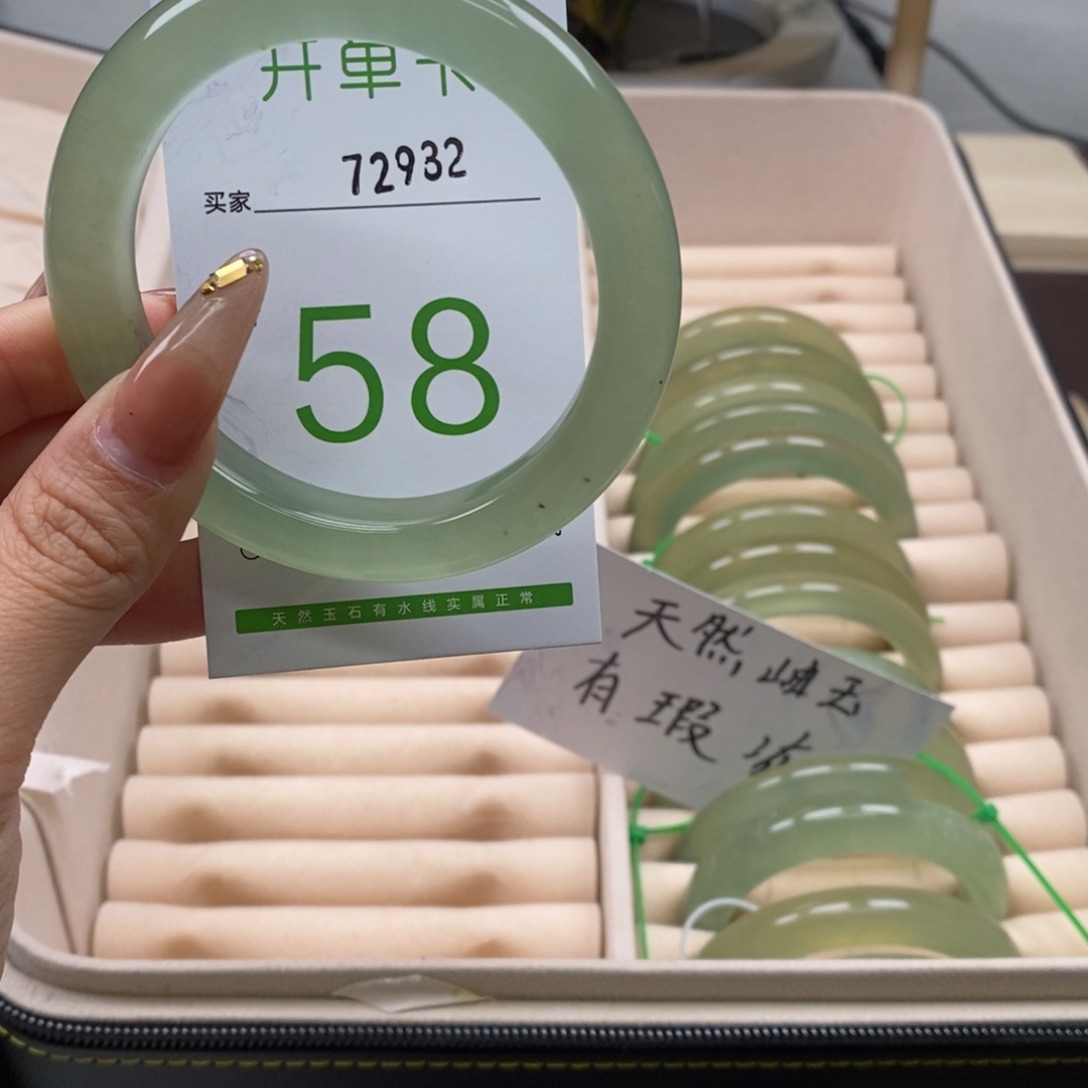 开单卡
72932
买家
58
天然玉石有水线实属正常
天然岫玉
有瑕